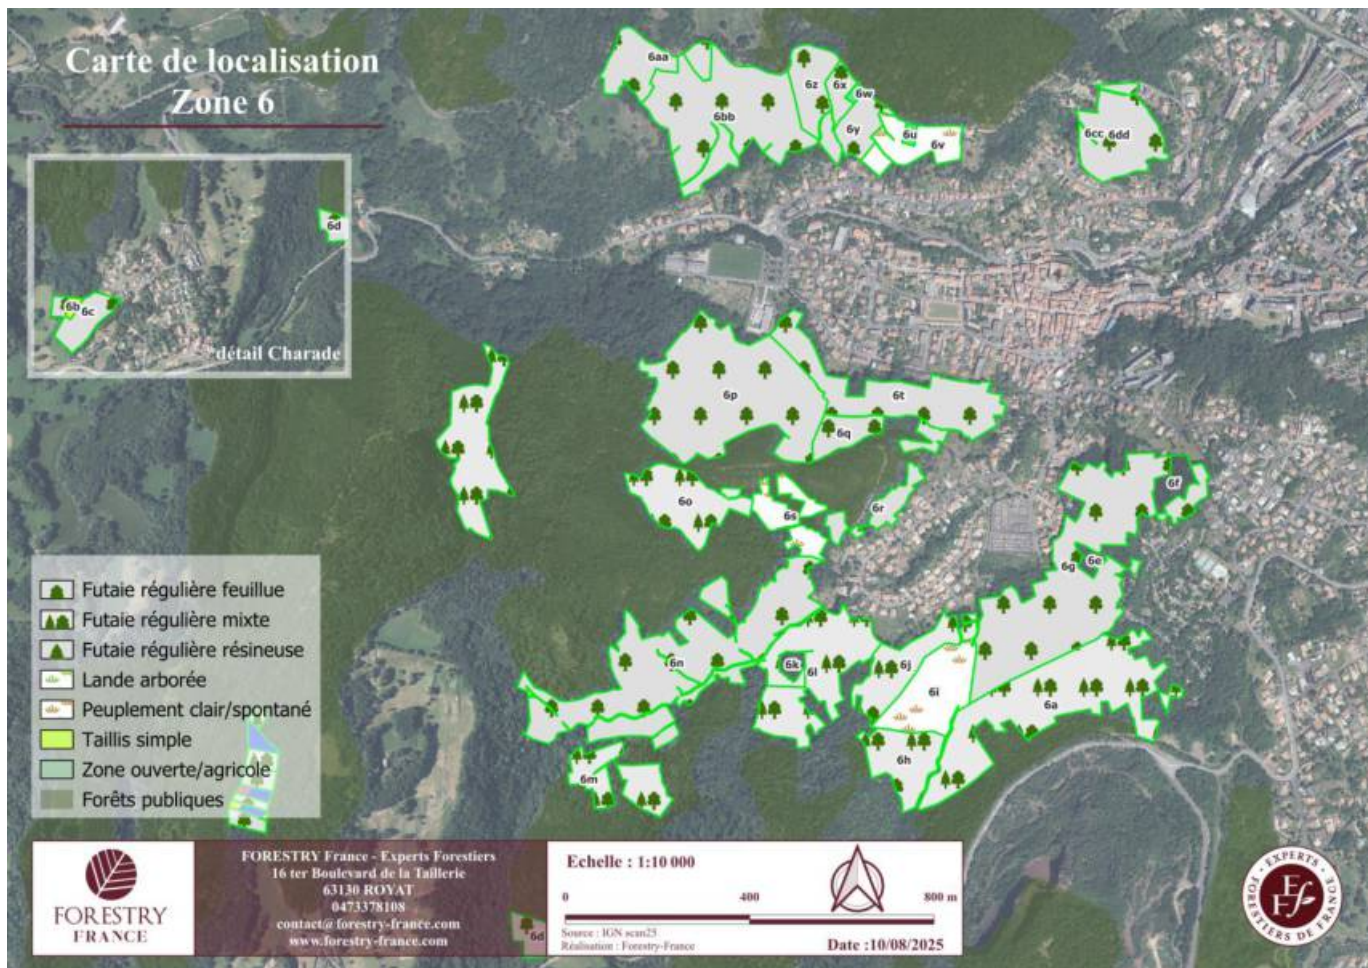 Carte de localisation
Zone 6
6aa
6z
6x
6w
6bb
6y
6u
6v
6cc
6dd
6d
6b
6c
*détail Charade
6p
6t
6q
6o
6s
6r
6f
6e
6g
6n
6k
6l
6j
6i
6a
6h
6m
Futaie régulière feuillue
Futaie régulière mixte
Futaie régulière résineuse
Lande arborée
Peuplement clair/spontané
Taillis simple
Zone ouverte/agricole
Forêts publiques
FORESTRY
FRANCE
FORESTRY France - Experts Forestiers
16 ter Boulevard de la Taillerie
63130 ROYAT
0473378108
contact@forestry-france.com
www.forestry-france.com
6d
Echelle : 1:10 000
0 400 800 m
Source : IGN scan25
Réalisation : Forestry-France
Date :10/08/2025
EXPERTS
FORESTIERS DE FRANCE